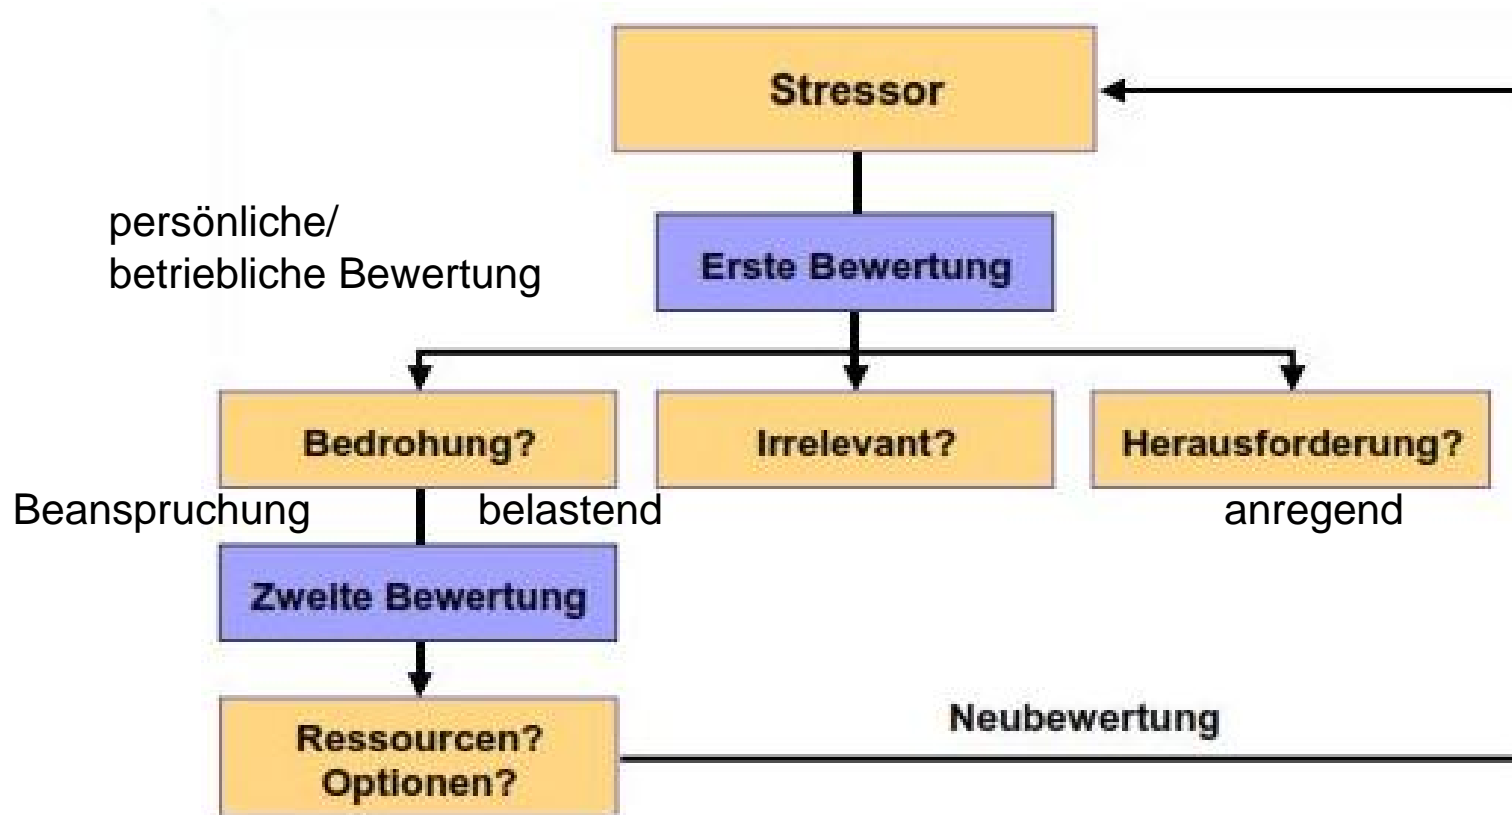 Stressor
persönliche/
betriebliche Bewertung
Erste Bewertung
Bedrohung?
Irrelevant?
Herausforderung?
Beanspruchung
belastend
anregend
Zweite Bewertung
Ressourcen?
Optionen?
Neubewertung